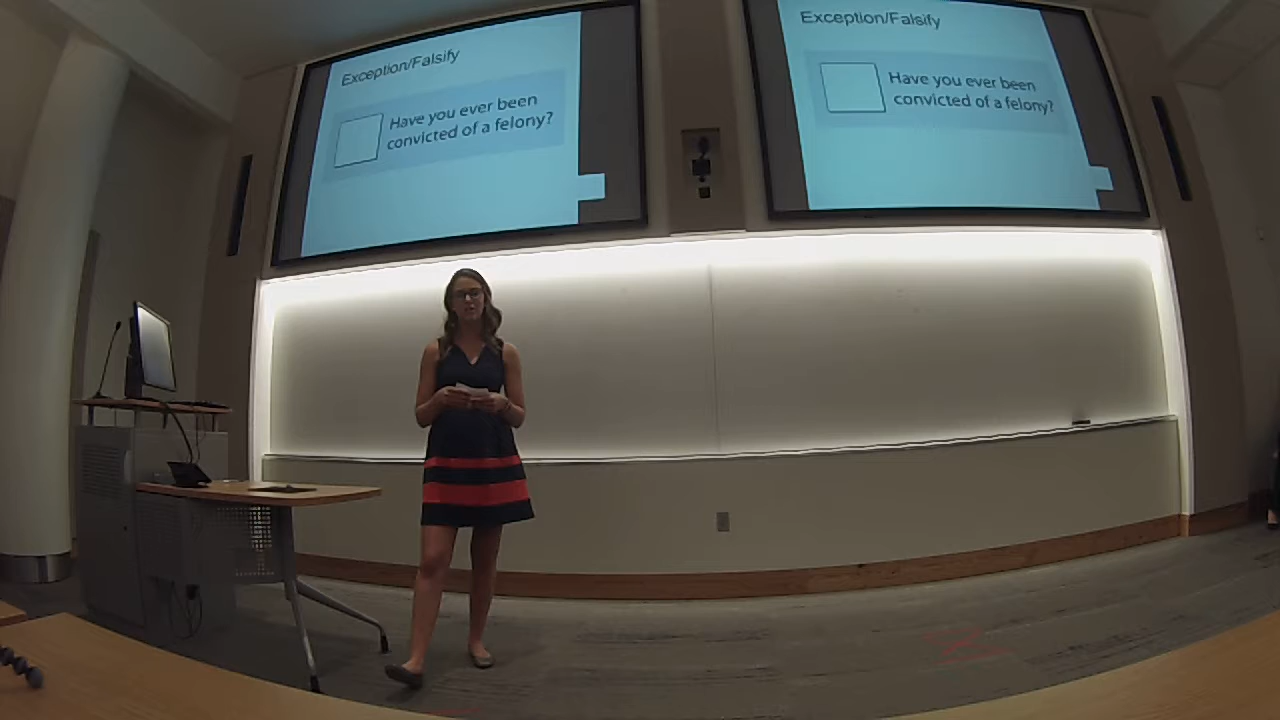 Exception/Falsify
Have you ever been
convicted of a felony?
Exception/Falsify
Have you ever been
convicted of a felony?